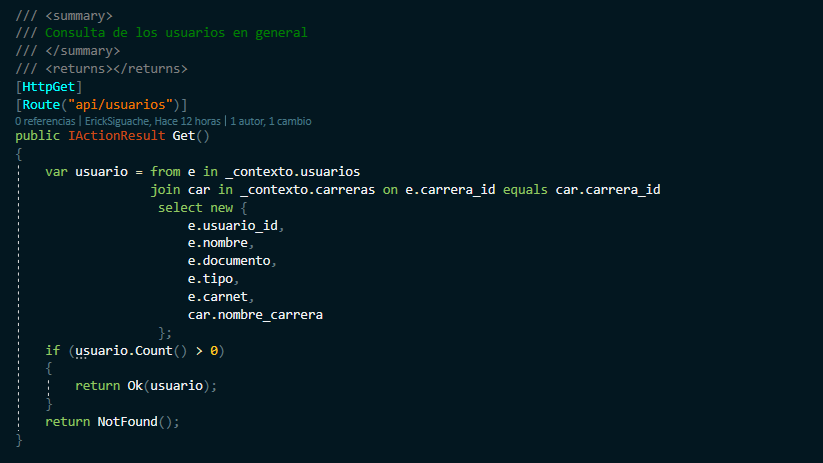 /// <summary>
/// Consulta de los usuarios en general
/// </summary>
/// <returns></returns>
[HttpGet]
[Route("api/usuarios")]
0 referencias | ErickSiguache, Hace 12 horas | 1 autor, 1 cambio
public IActionResult Get()
{
var usuario = from e in _contexto.usuarios
join car in _contexto.carreras on e.carrera_id equals car.carrera_id
select new {
e.usuario_id,
e.nombre,
e.documento,
e.tipo,
e.carnet,
car.nombre_carrera
};
if (usuario.Count() > 0)
{
return Ok(usuario);
}
return NotFound();
}